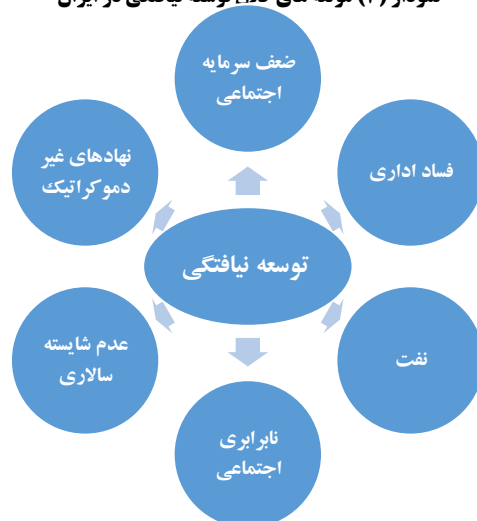 ضعف سرمایه
اجتماعی
فساد اداری
نفت
نابرابری
اجتماعی
عدم شایسته
سالاری
نهادهای غیر
دموکراتیک
توسعه نیافتگی